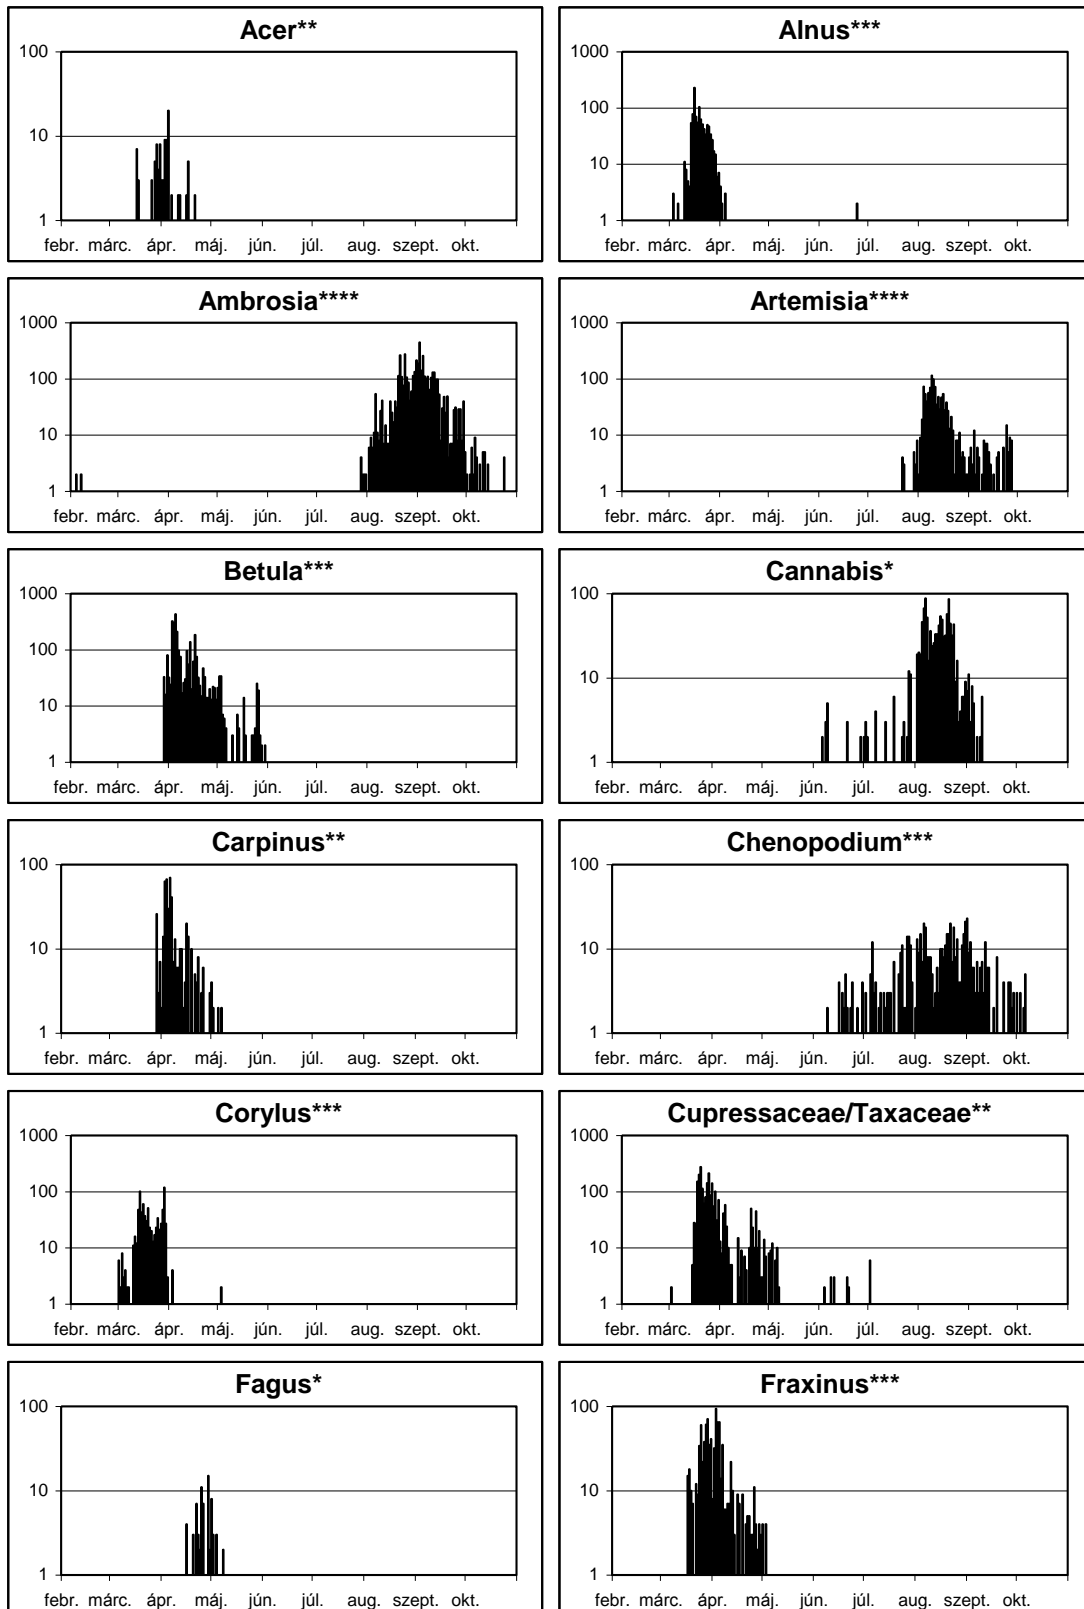 Acer**
100
10
1
febr. márc. ápr. máj. jún. júl. aug. szept. okt.
Alnus***
1000
100
10
1
febr. márc. ápr. máj. jún. júl. aug. szept. okt.
Ambrosia****
1000
100
10
1
febr. márc. ápr. máj. jún. júl. aug. szept. okt.
Artemisia****
1000
100
10
1
febr. márc. ápr. máj. jún. júl. aug. szept. okt.
Betula***
1000
100
10
1
febr. márc. ápr. máj. jún. júl. aug. szept. okt.
Cannabis*
100
10
1
febr. márc. ápr. máj. jún. júl. aug. szept. okt.
Carpinus**
100
10
1
febr. márc. ápr. máj. jún. júl. aug. szept. okt.
Chenopodium***
100
10
1
febr. márc. ápr. máj. jún. júl. aug. szept. okt.
Corylus***
1000
100
10
1
febr. márc. ápr. máj. jún. júl. aug. szept. okt.
Cupressaceae/Taxaceae**
1000
100
10
1
febr. márc. ápr. máj. jún. júl. aug. szept. okt.
Fagus*
100
10
1
febr. márc. ápr. máj. jún. júl. aug. szept. okt.
Fraxinus***
100
10
1
febr. márc. ápr. máj. jún. júl. aug. szept. okt.